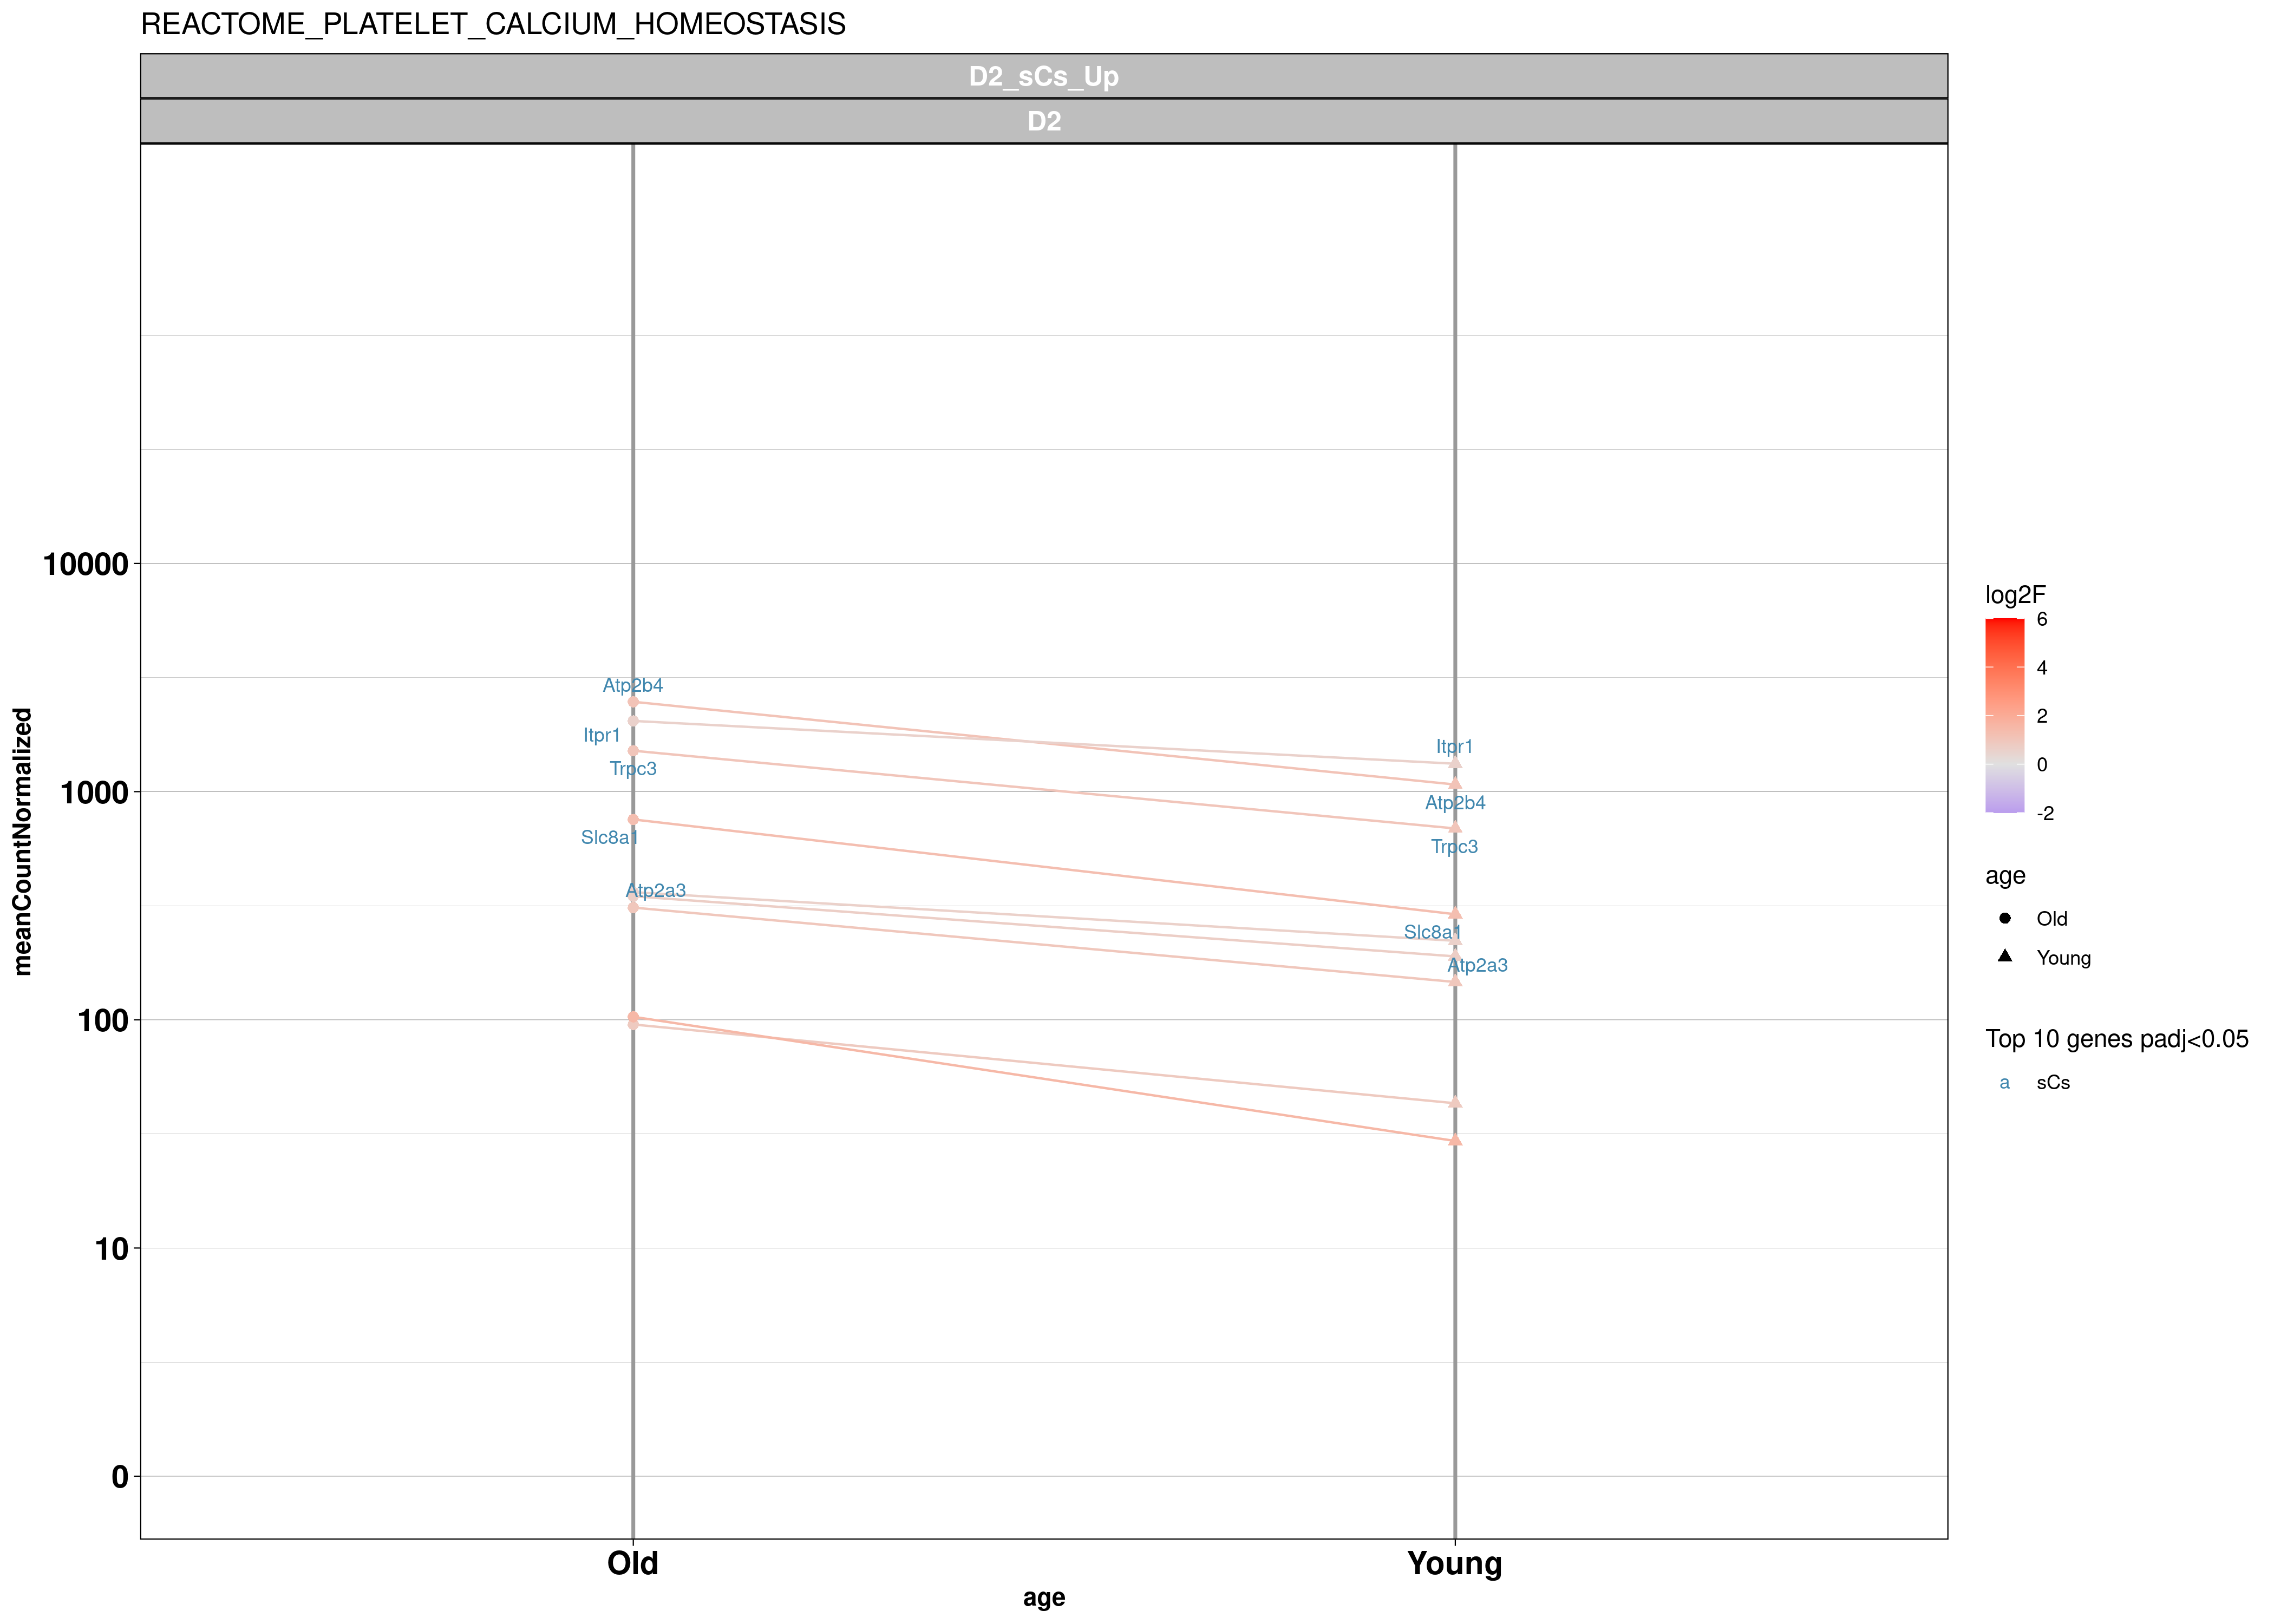 REACTOME_PLATELET_CALCIUM_HOMEOSTASIS
D2_sCs_Up
D2
meanCountNormalized
10000
1000
100
10
0
Atp2b4
Itpr1
Trpc3
Slc8a1
Atp2a3
Itpr1
Atp2b4
Trpc3
Slc8a1
Atp2a3
Old
Young
age
log2F
6
4
2
0
-2
age
Old
Young
Top 10 genes padj<0.05
a sCs